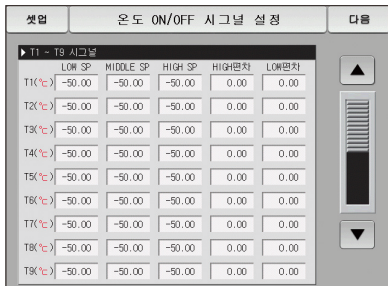 셋업 온도 ON/OFF 시그널 설정 다음
▶ T1 - T9 시그널
LOW SP MIDDLE SP HIGH SP HIGH편차 LOW편차
T1(℃) -50.00 -50.00 -50.00 0.00 0.00
T2(℃) -50.00 -50.00 -50.00 0.00 0.00
T3(℃) -50.00 -50.00 -50.00 0.00 0.00
T4(℃) -50.00 -50.00 -50.00 0.00 0.00
T5(℃) -50.00 -50.00 -50.00 0.00 0.00
T6(℃) -50.00 -50.00 -50.00 0.00 0.00
T7(℃) -50.00 -50.00 -50.00 0.00 0.00
T8(℃) -50.00 -50.00 -50.00 0.00 0.00
T9(℃) -50.00 -50.00 -50.00 0.00 0.00